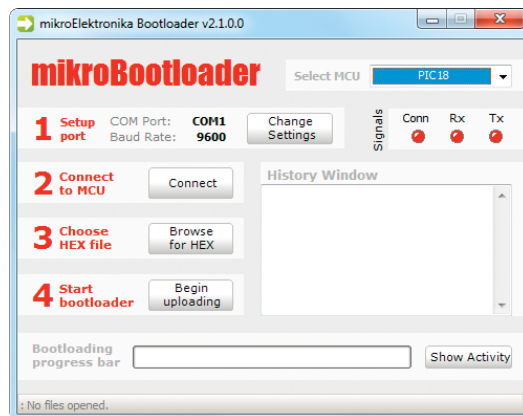 mikroElektronika Bootloader v2.1.0.0
mikroBootloader
Select MCU PIC18
1 Setup port
COM Port: COM1
Baud Rate: 9600
Change Settings
Signals
Conn Rx Tx
2 Connect to MCU
Connect
History Window
3 Choose HEX file
Browse for HEX
4 Start bootloader
Begin uploading
Bootloading progress bar
Show Activity
: No files opened.